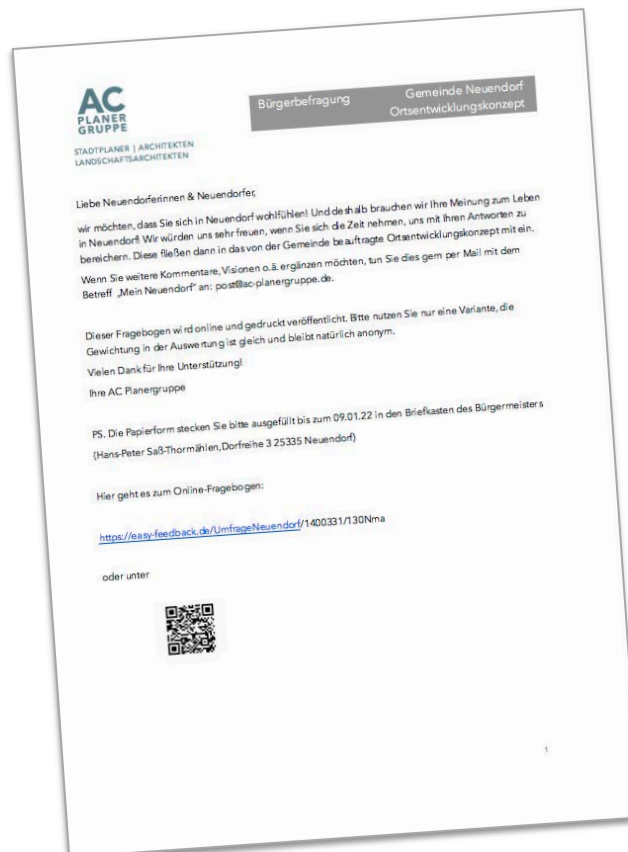 AC
PLANER
GRUPPE
STADTPLANER | ARCHITEKTEN
LANDSCHAFTSARCHITEKTEN
Bürgerbefragung
Gemeinde Neuendorf
Ortsentwicklungskonzept
Liebe Neuendorferinnen & Neuendorfer,
wir möchten, dass Sie sich in Neuendorf wohlfühlen! Und deshalb brauchen wir Ihre Meinung zum Leben
in Neuendorf! Wir würden uns sehr freuen, wenn Sie sich die Zeit nehmen, uns mit Ihren Antworten zu
bereichern. Diese fließen dann in das von der Gemeinde beauftragte Ortsentwicklungskonzept mit ein.
Wenn Sie weitere Kommentare, Visionen o.ä. ergänzen möchten, tun Sie dies gern per Mail mit dem
Betreff „Mein Neuendorf“ an: post@ac-planergruppe.de.
Dieser Fragebogen wird online und gedruckt veröffentlicht. Bitte nutzen Sie nur eine Variante, die
Gewichtung in der Auswertung ist gleich und bleibt natürlich anonym.
Vielen Dank für Ihre Unterstützung!
Ihre AC Planergruppe
PS. Die Papierform stecken Sie bitte ausgefüllt bis zum 09.01.22 in den Briefkasten des Bürgermeisters
(Hans-Peter Saß-Thormählen,Dorfreihe 3 25335 Neuendorf)
Hier geht es zum Online-Fragebogen:
https://easy-feedback.de/UmfrageNeuendorf/1400331/130Nma
oder unter
1